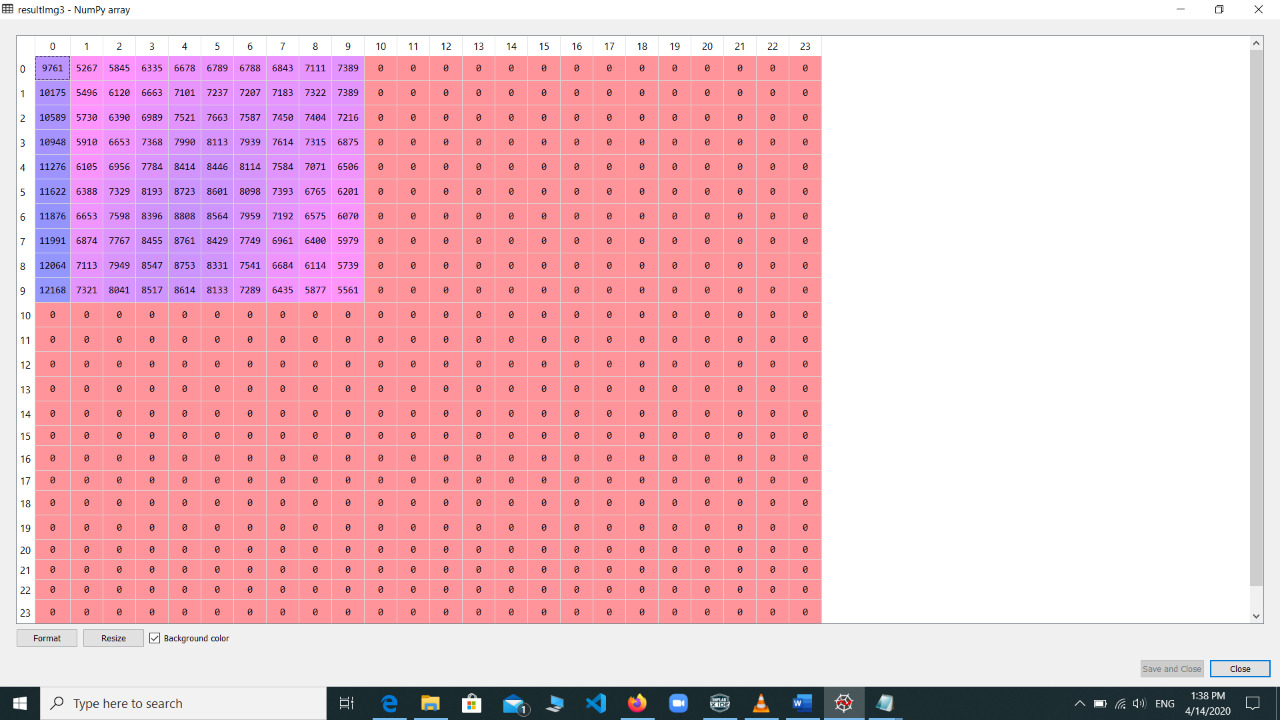 resultImg3 - NumPy array
0 1 2 3 4 5 6 7 8 9 10 11 12 13 14 15 16 17 18 19 20 21 22 23
0 9761 5267 5845 6335 6678 6789 6788 6843 7111 7389 0 0 0 0 0 0 0 0 0 0 0 0 0 0
1 10175 5496 6120 6663 7101 7237 7207 7183 7322 7389 0 0 0 0 0 0 0 0 0 0 0 0 0 0
2 10589 5730 6390 6989 7521 7663 7587 7450 7404 7216 0 0 0 0 0 0 0 0 0 0 0 0 0 0
3 10948 5910 6653 7368 7990 8113 7939 7614 7315 6875 0 0 0 0 0 0 0 0 0 0 0 0 0 0
4 11276 6105 6956 7784 8414 8446 8114 7584 7071 6506 0 0 0 0 0 0 0 0 0 0 0 0 0 0
5 11622 6388 7329 8193 8723 8601 8098 7393 6765 6201 0 0 0 0 0 0 0 0 0 0 0 0 0 0
6 11876 6653 7598 8396 8808 8564 7959 7192 6575 6070 0 0 0 0 0 0 0 0 0 0 0 0 0 0
7 11991 6874 7767 8455 8761 8429 7749 6961 6400 5979 0 0 0 0 0 0 0 0 0 0 0 0 0 0
8 12064 7113 7949 8547 8753 8331 7541 6684 6114 5739 0 0 0 0 0 0 0 0 0 0 0 0 0 0
9 12168 7321 8041 8517 8614 8133 7289 6435 5877 5561 0 0 0 0 0 0 0 0 0 0 0 0 0 0
10 0 0 0 0 0 0 0 0 0 0 0 0 0 0 0 0 0 0 0 0 0 0 0 0
11 0 0 0 0 0 0 0 0 0 0 0 0 0 0 0 0 0 0 0 0 0 0 0 0
12 0 0 0 0 0 0 0 0 0 0 0 0 0 0 0 0 0 0 0 0 0 0 0 0
13 0 0 0 0 0 0 0 0 0 0 0 0 0 0 0 0 0 0 0 0 0 0 0 0
14 0 0 0 0 0 0 0 0 0 0 0 0 0 0 0 0 0 0 0 0 0 0 0 0
15 0 0 0 0 0 0 0 0 0 0 0 0 0 0 0 0 0 0 0 0 0 0 0 0
16 0 0 0 0 0 0 0 0 0 0 0 0 0 0 0 0 0 0 0 0 0 0 0 0
17 0 0 0 0 0 0 0 0 0 0 0 0 0 0 0 0 0 0 0 0 0 0 0 0
18 0 0 0 0 0 0 0 0 0 0 0 0 0 0 0 0 0 0 0 0 0 0 0 0
19 0 0 0 0 0 0 0 0 0 0 0 0 0 0 0 0 0 0 0 0 0 0 0 0
20 0 0 0 0 0 0 0 0 0 0 0 0 0 0 0 0 0 0 0 0 0 0 0 0
21 0 0 0 0 0 0 0 0 0 0 0 0 0 0 0 0 0 0 0 0 0 0 0 0
22 0 0 0 0 0 0 0 0 0 0 0 0 0 0 0 0 0 0 0 0 0 0 0 0
23 0 0 0 0 0 0 0 0 0 0 0 0 0 0 0 0 0 0 0 0 0 0 0 0
Format Resize Background color
Save and Close Close
Type here to search
1
ENG
1:38 PM
4/14/2020